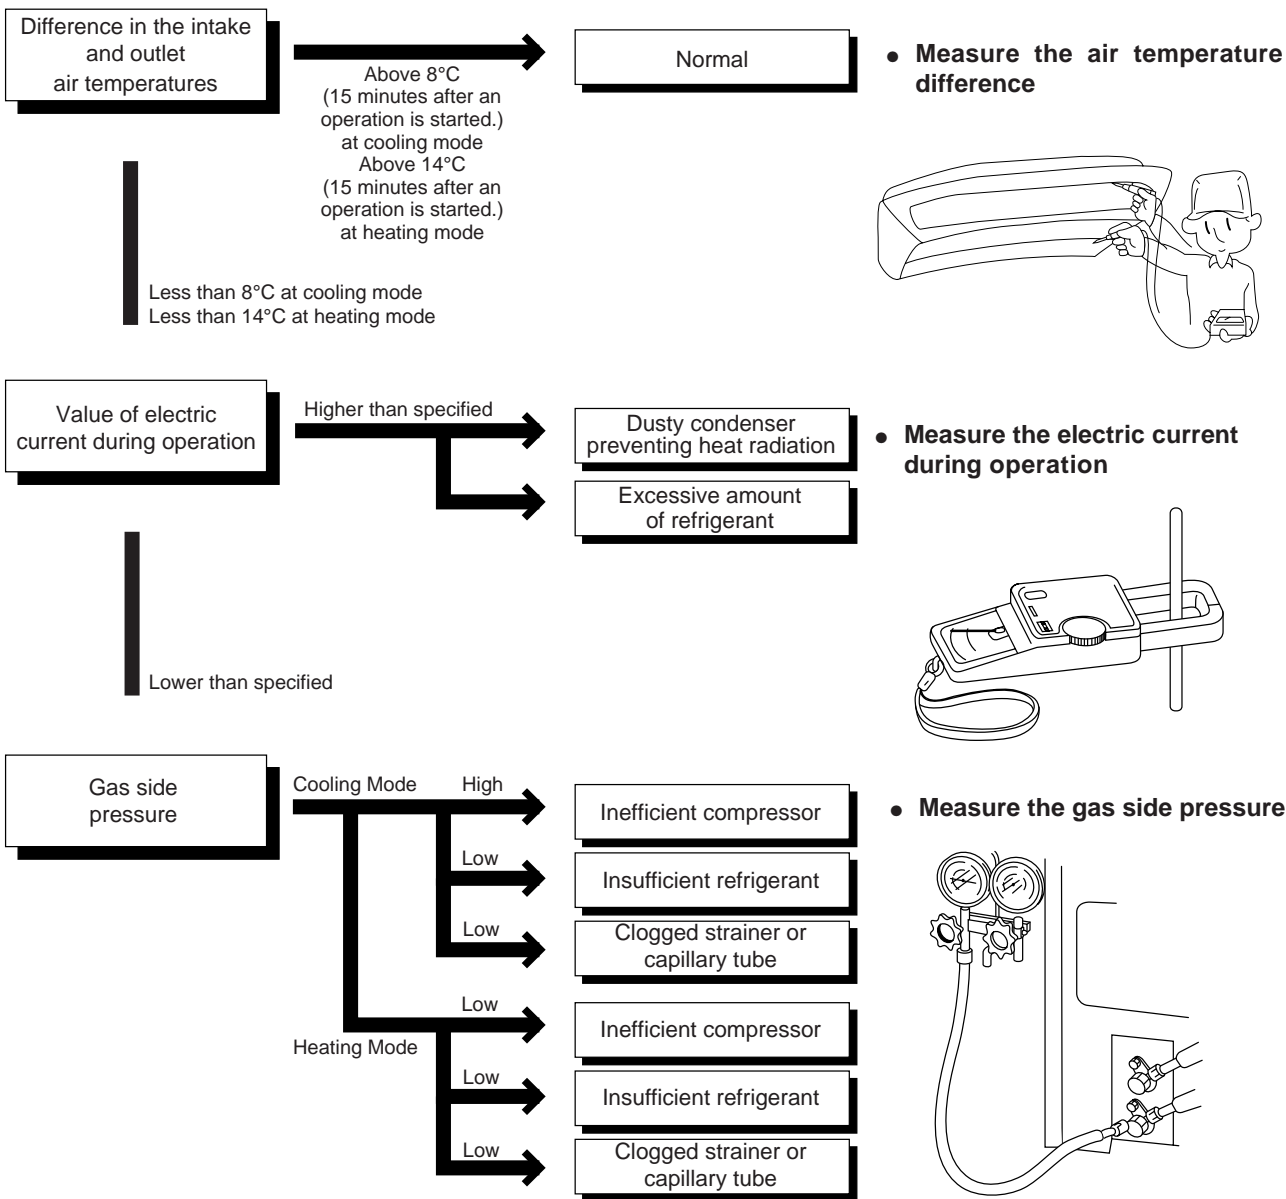 Difference in the intake
and outlet
air temperatures
Above 8°C
(15 minutes after an
operation is started.)
at cooling mode
Above 14°C
(15 minutes after an
operation is started.)
at heating mode
Normal
● Measure the air temperature
difference
Less than 8°C at cooling mode
Less than 14°C at heating mode
Value of electric
current during operation
Higher than specified
Dusty condenser
preventing heat radiation
Excessive amount
of refrigerant
● Measure the electric current
during operation
Lower than specified
Gas side
pressure
Cooling Mode
High
Inefficient compressor
Low
Insufficient refrigerant
Low
Clogged strainer or
capillary tube
Heating Mode
Low
Inefficient compressor
Low
Insufficient refrigerant
Low
Clogged strainer or
capillary tube
● Measure the gas side pressure